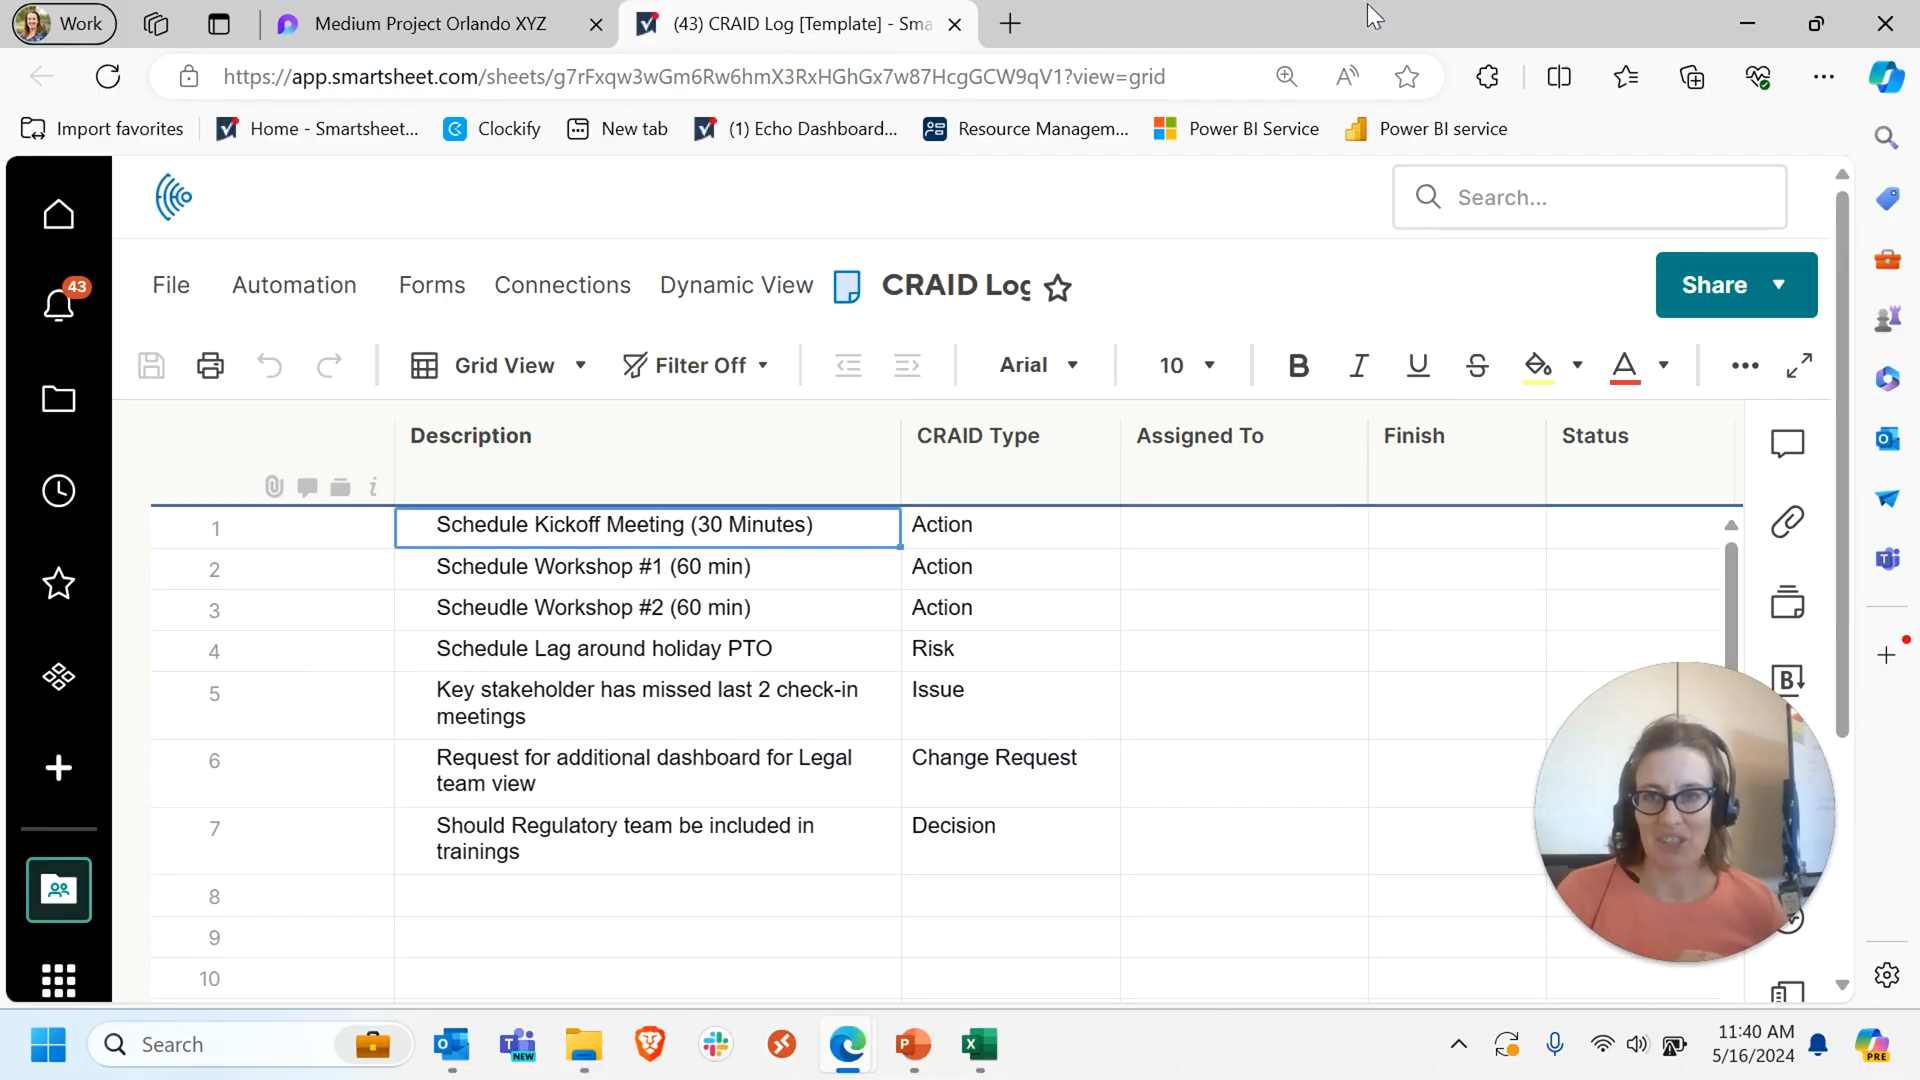 Work
Medium Project Orlando XYZ
(43) CRAID Log [Template] - Sma
https://app.smartsheet.com/sheets/g7rFxqw3wGm6Rw6hmX3RxHGhGx7w87HcgGCW9qV1?view=grid
Import favorites
Home - Smartsheet...
Clockify
New tab
(1) Echo Dashboard...
Resource Managem...
Power BI Service
Power BI service
Search...
43
File
Automation
Forms
Connections
Dynamic View
CRAID Log
Share
Grid View
Filter Off
Arial
10
Description
CRAID Type
Assigned To
Finish
Status
1 Schedule Kickoff Meeting (30 Minutes) Action
2 Schedule Workshop #1 (60 min) Action
3 Scheudle Workshop #2 (60 min) Action
4 Schedule Lag around holiday PTO Risk
5 Key stakeholder has missed last 2 check-in Issue
meetings
6 Request for additional dashboard for Legal Change Request
team view
7 Should Regulatory team be included in Decision
trainings
8
9
10
Search
NEW
11:40 AM
5/16/2024
PRE